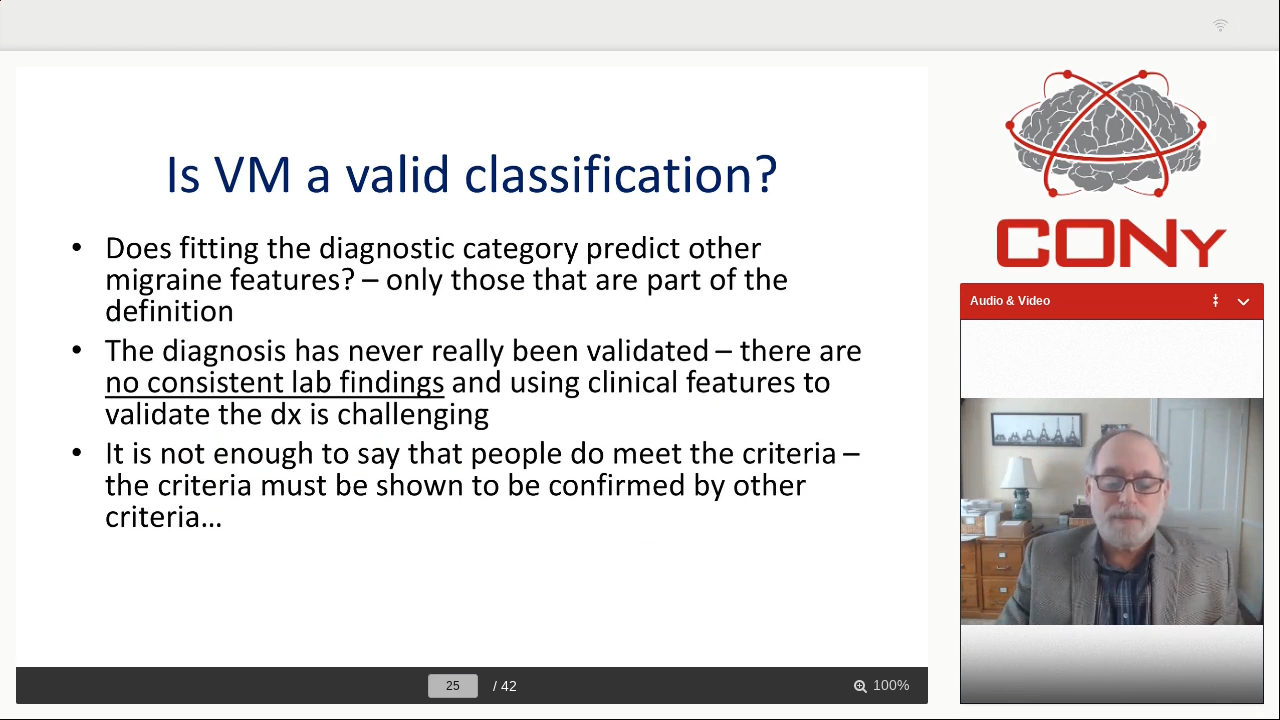 Is VM a valid classification?
• Does fitting the diagnostic category predict other
migraine features? – only those that are part of the
definition
• The diagnosis has never really been validated – there are
no consistent lab findings and using clinical features to
validate the dx is challenging
• It is not enough to say that people do meet the criteria –
the criteria must be shown to be confirmed by other
criteria…
25 / 42
100%
CONy
Audio & Video